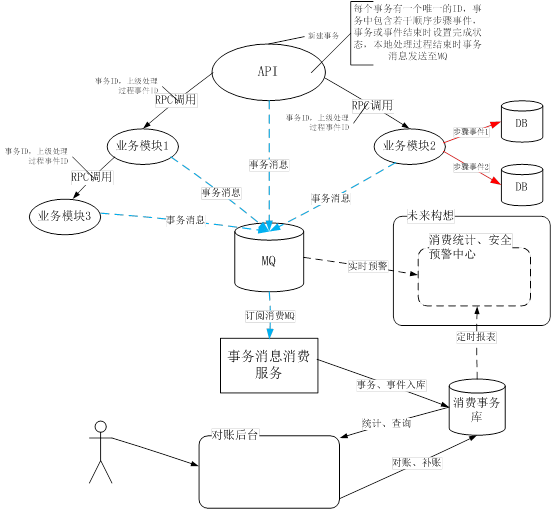 每个事务有一个唯一的ID，事
务中包含若干顺序步骤事件，
事务或事件结束时设置完成状
态，本地处理过程结束时事务
消息发送至MQ
新建事务
API
事务ID，上级处理
过程事件ID
RPC调用
事务ID，上级处理
过程事件ID
RPC调用
DB
步骤事件1
业务模块1
业务模块2
事务ID，上级处理
过程事件ID
RPC调用
事务消息
步骤事件2
DB
事务消息
事务消息
业务模块3
事务消息
未来构想
消费统计、安全
预警中心
MQ
实时预警
订阅消费MQ
定时报表
事务消息消费
服务
事务、事件入库
消费事务
库
统计、查询
对账后台
对账、补账